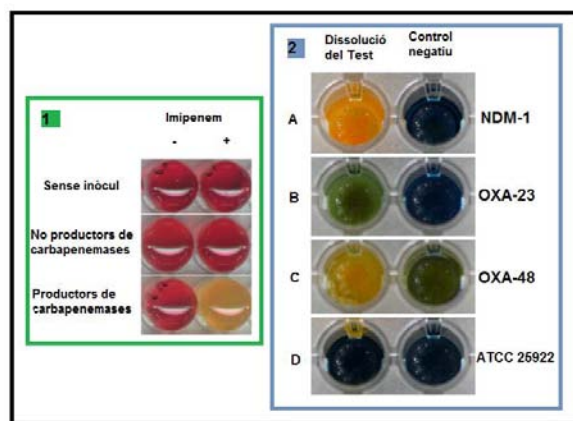 1
Imipenem
- +
Sense inòcul
No productors de
carbapenemases
Productors de
carbapenemases
2
Dissolució
del Test
Control
negatiu
A
NDM-1
B
OXA-23
C
OXA-48
D
ATCC 25922